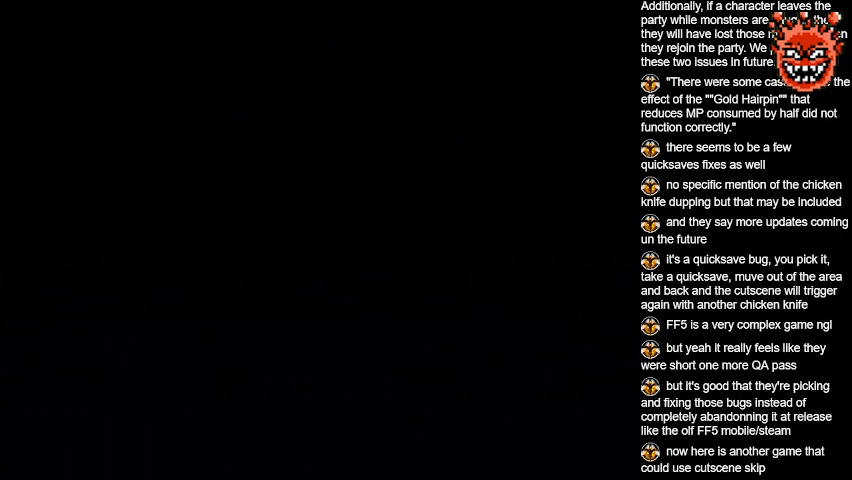 Additionally, if a character leaves the
party while monsters are
they will have lost those
they rejoin the party. We
these two issues in future
"There were some the
effect of the ""Gold Hairpin"" that
reduces MP consumed by half did not
function correctly."
there seems to be a few
quicksaves fixes as well
no specific mention of the chicken
knife dupping but that may be included
and they say more updates coming
un the future
it's a quicksave bug, you pick it,
take a quicksave, muve out of the area
and back and the cutscene will trigger
again with another chicken knife
FF5 is a very complex game ngl
but yeah it really feels like they
were short one more QA pass
but it's good that they're picking
and fixing those bugs instead of
completely abandonning it at release
like the olf FF5 mobile/steam
now here is another game that
could use cutscene skip